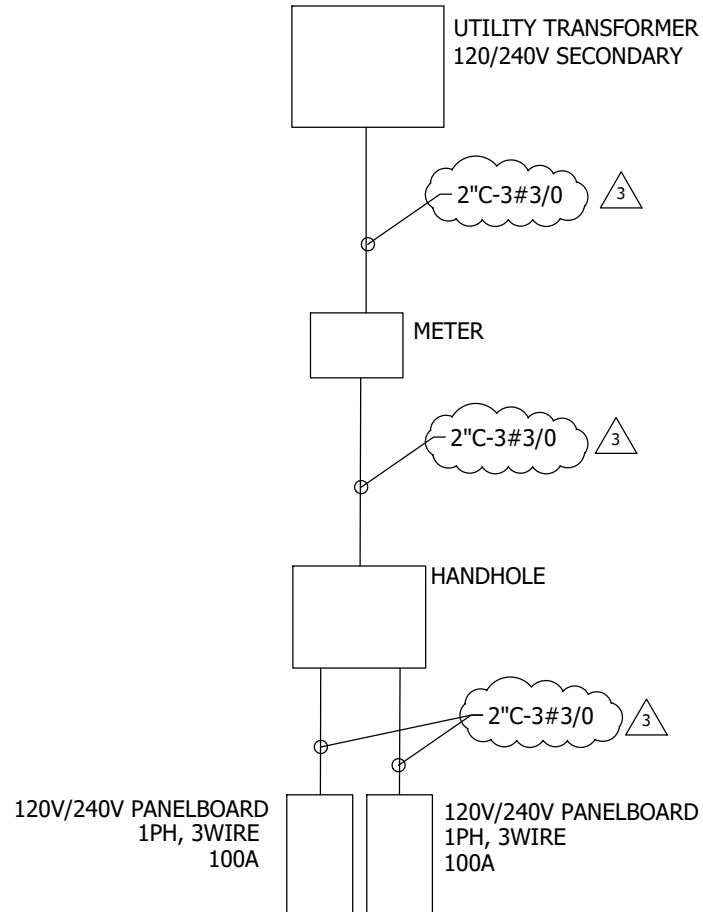 UTILITY TRANSFORMER
120/240V SECONDARY
2"C-3#3/0
3
METER
2"C-3#3/0
3
HANDHOLE
2"C-3#3/0
3
120V/240V PANELBOARD
1PH, 3WIRE
100A
120V/240V PANELBOARD
1PH, 3WIRE
100A